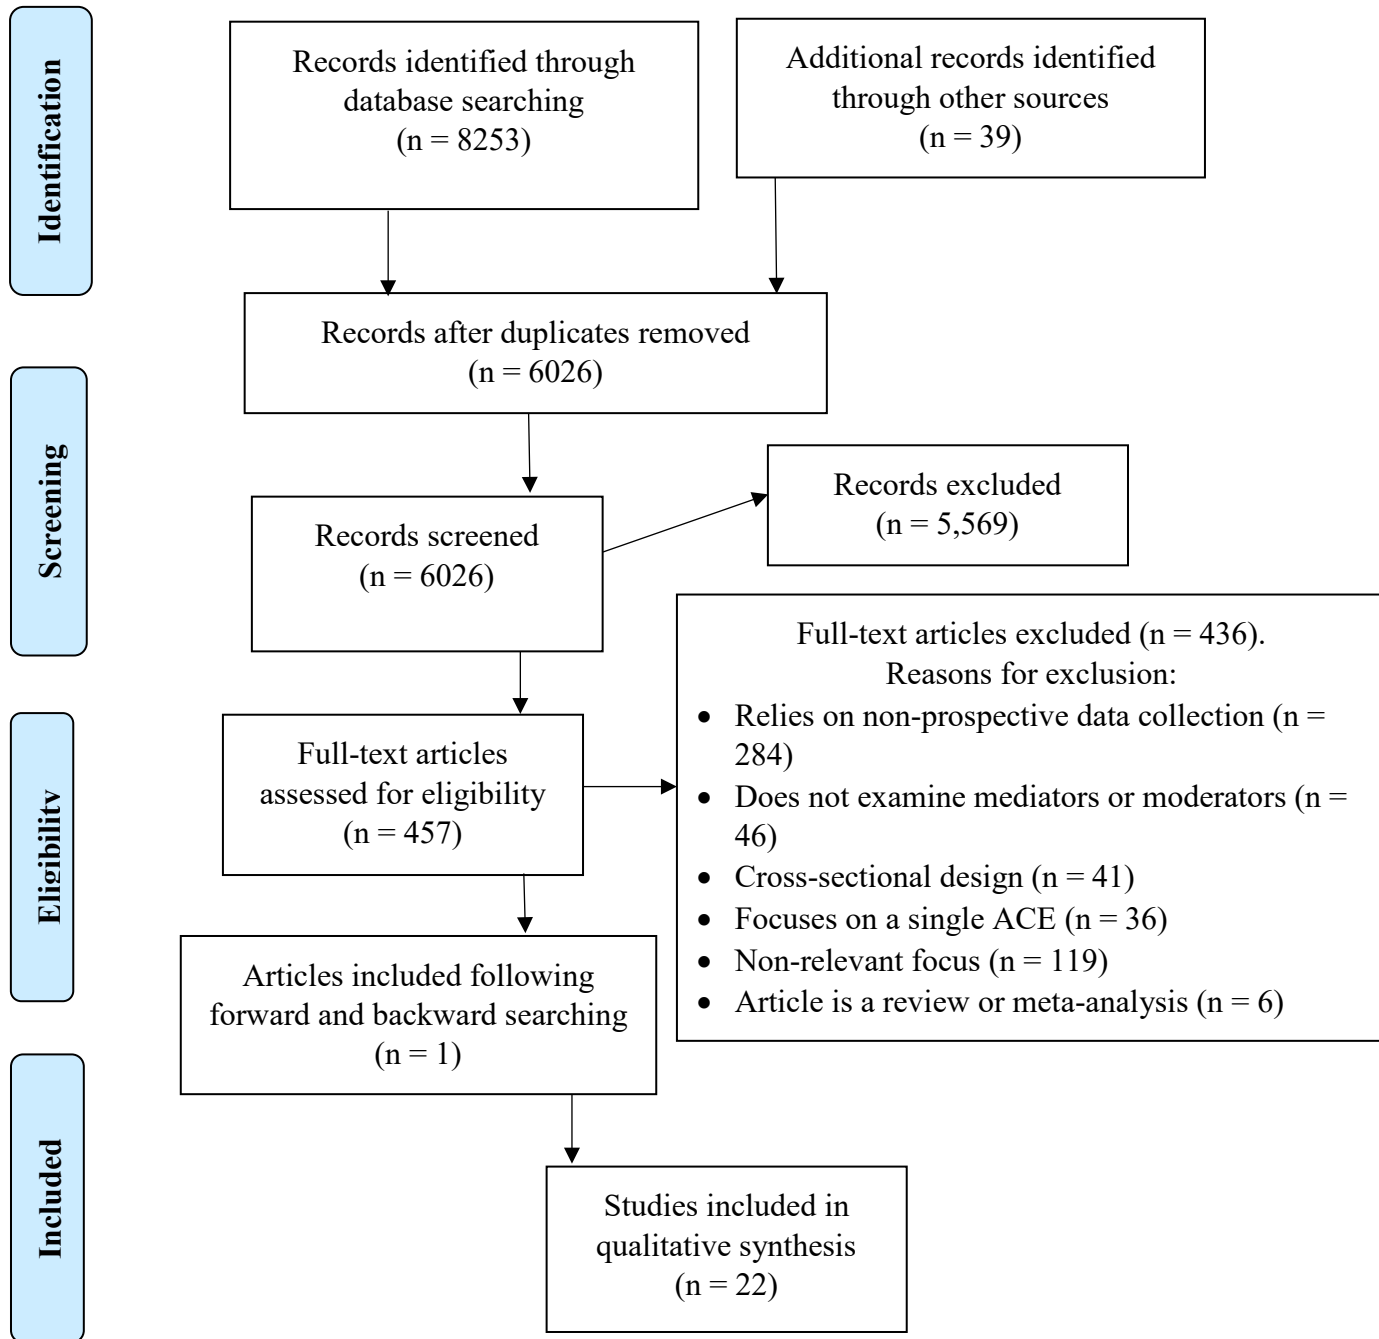 Identification
Records identified through
database searching
(n = 8253)
Additional records identified
through other sources
(n = 39)
Records after duplicates removed
(n = 6026)
Screening
Records screened
(n = 6026)
Records excluded
(n = 5,569)
Eligibility
Full-text articles
assessed for eligibility
(n = 457)
Full-text articles excluded (n = 436).
Reasons for exclusion:
• Relies on non-prospective data collection (n =
284)
• Does not examine mediators or moderators (n =
46)
• Cross-sectional design (n = 41)
• Focuses on a single ACE (n = 36)
• Non-relevant focus (n = 119)
• Article is a review or meta-analysis (n = 6)
Articles included following
forward and backward searching
(n = 1)
Included
Studies included in
qualitative synthesis
(n = 22)